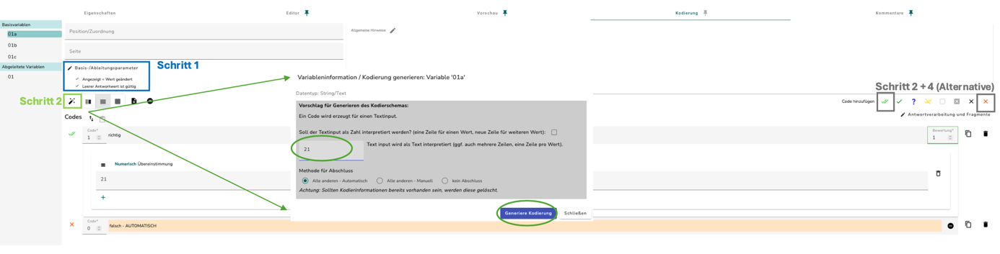 Eigenschaften
Editor
Vorschau
Kodierung
Kommentare
Basisvariablen
01a
01b
01c
Abgeleitete Variablen
01
Position/Zuordnung
Seite
Allgemeine Hinweise
Basis-/Ableitungsparameter
Angezeigt = Wert geändert
Leerer Antwortwert ist gültig
Schritt 1
Schritt 2
Schritt 2 + 4 (Alternative)
Code hinzufügen
Antwortverarbeitung und Fragmente
Codes
Code*
1
richtig
Bewertung*
1
Numerisch Übereinstimmung
21
+
Code*
0
falsch - AUTOMATISCH
Variableninformation / Kodierung generieren: Variable '01a'
Datentyp: String/Text
Vorschlag für Generieren des Kodierschemas:
Ein Code wird erzeugt für einen Textinput.
Soll der Textinput als Zahl interpretiert werden? (eine Zeile für einen Wert, neue Zeile für weiteren Wert):
21
Text input wird als Text interpretiert (ggf. auch mehrere Zeilen, eine Zeile pro Wert).
Methode für Abschluss
Alle anderen - Automatisch
Alle anderen - Manuell
kein Abschluss
Achtung: Sollten Kodierinformationen bereits vorhanden sein, werden diese gelöscht.
Generiere Kodierung
Schließen